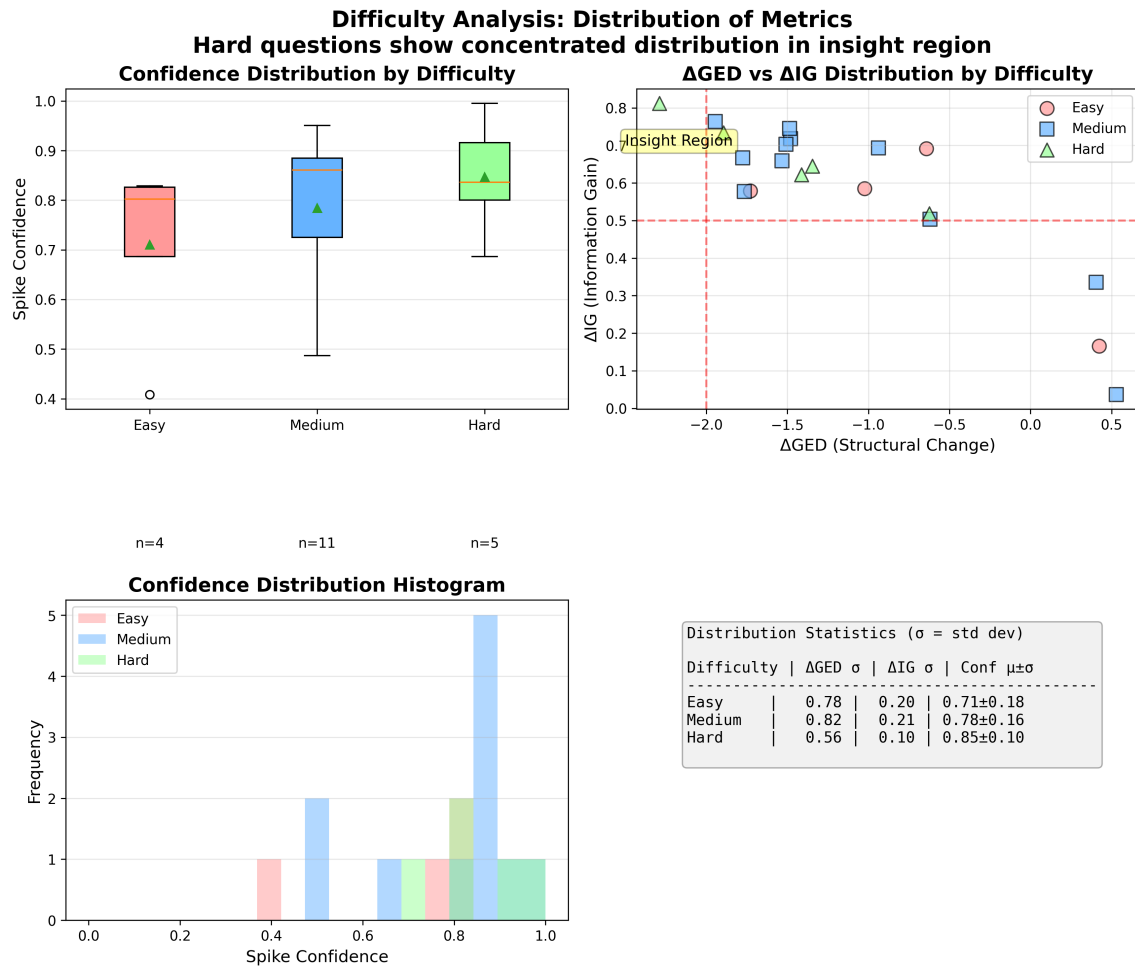 Difficulty Analysis: Distribution of Metrics
Hard questions show concentrated distribution in insight region
Confidence Distribution by Difficulty
Spike Confidence
1.0
0.9
0.8
0.7
0.6
0.5
0.4
Easy
Medium
Hard
n=4
n=11
n=5
ΔGED vs ΔIG Distribution by Difficulty
ΔIG (Information Gain)
0.8
0.7
0.6
0.5
0.4
0.3
0.2
0.1
0.0
Insight Region
Easy
Medium
Hard
−2.0
−1.5
−1.0
−0.5
0.0
0.5
ΔGED (Structural Change)
Confidence Distribution Histogram
Frequency
5
4
3
2
1
0
Easy
Medium
Hard
0.0
0.2
0.4
0.6
0.8
1.0
Spike Confidence
Distribution Statistics (σ = std dev)
Difficulty | ΔGED σ | ΔIG σ | Conf μ±σ
---------------------------------------------
Easy | 0.78 | 0.20 | 0.71±0.18
Medium | 0.82 | 0.21 | 0.78±0.16
Hard | 0.56 | 0.10 | 0.85±0.10